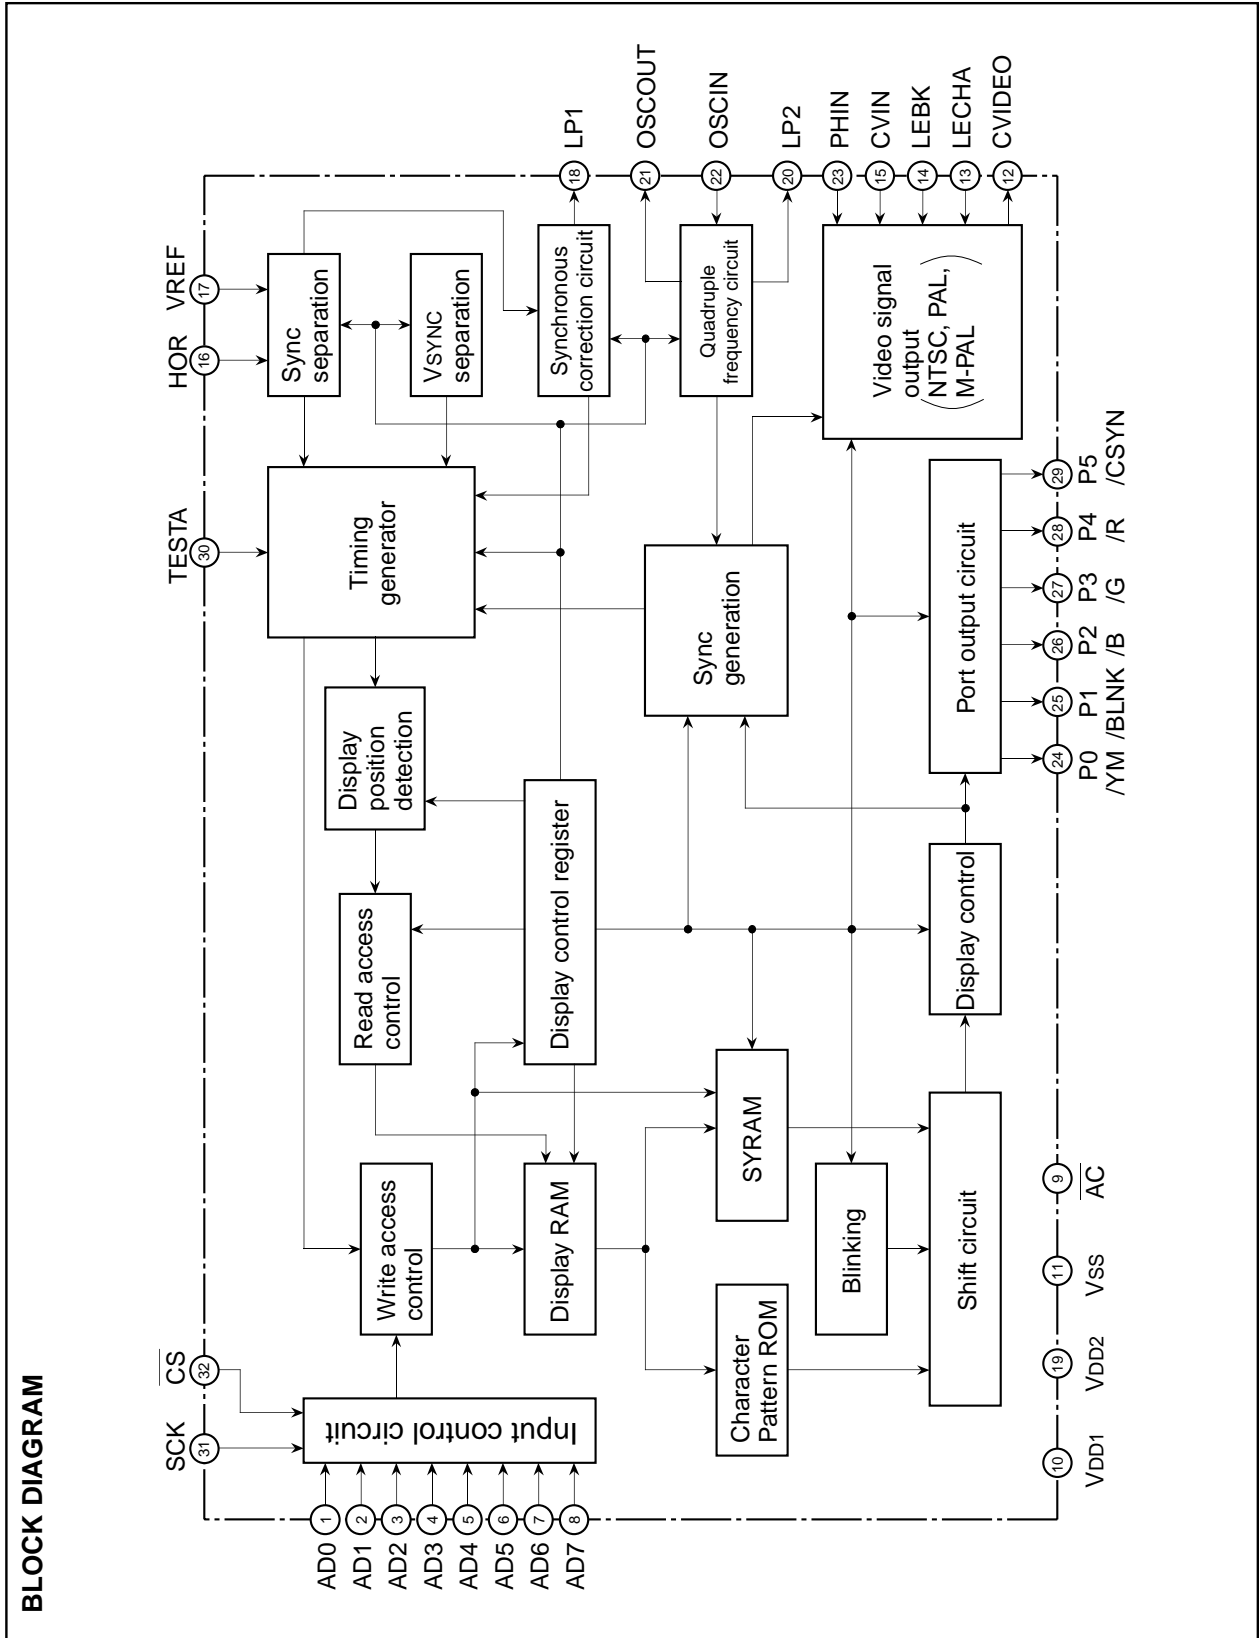 BLOCK DIAGRAM
SCK
31
CS
32
TESTA
30
HOR
16
VREF
17
AD0
1
AD1
2
AD2
3
AD3
4
AD4
5
AD5
6
AD6
7
AD7
8
Input control circuit
Write access
control
Read access
control
Display
position
detection
Timing
generator
Sync
separation
VSYNC
separation
Display RAM
Display control register
Synchronous
correction circuit
Quadruple
frequency circuit
Character
Pattern ROM
SYRAM
Sync
generation
Blinking
Video signal
output
NTSC, PAL,
M-PAL
Shift circuit
Display control
Port output circuit
18
LP1
21
OSCOUT
22
OSCIN
20
LP2
23
PHIN
15
CVIN
14
LEBK
13
LECHA
12
CVIDEO
10
VDD1
19
VDD2
11
VSS
9
AC
24
P0
/YM
25
P1
/BLNK
26
P2
/B
27
P3
/G
28
P4
/R
29
P5
/CSYN